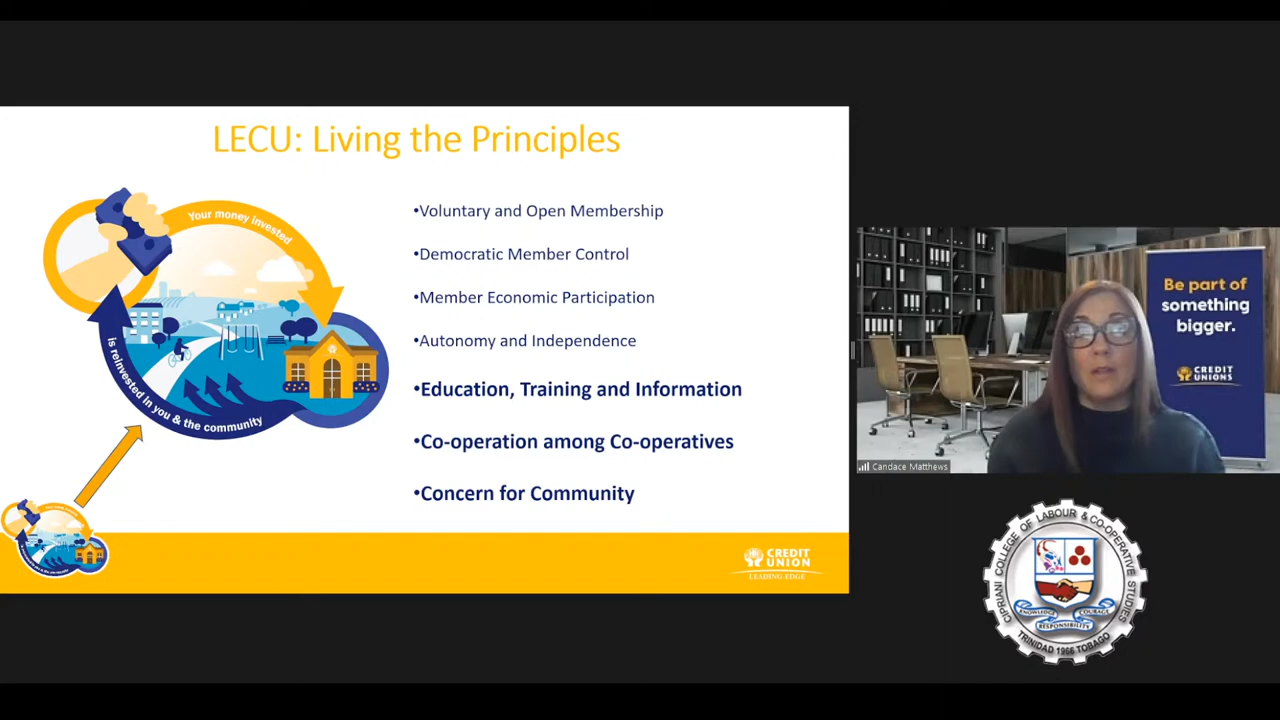 LECU: Living the Principles
Your money invested
is reinvested in you & the community
•Voluntary and Open Membership
•Democratic Member Control
•Member Economic Participation
•Autonomy and Independence
•Education, Training and Information
•Co-operation among Co-operatives
•Concern for Community
CREDIT
UNION
LEADING EDGE
Be part of
something
bigger.
CREDIT
UNIONS
Candace Matthews
CIPRIANI COLLEGE OF LABOUR & CO-OPERATIVE STUDIES
KNOWLEDGE
COURAGE
RESPONSIBILITY
TRINIDAD 1966 TOBAGO